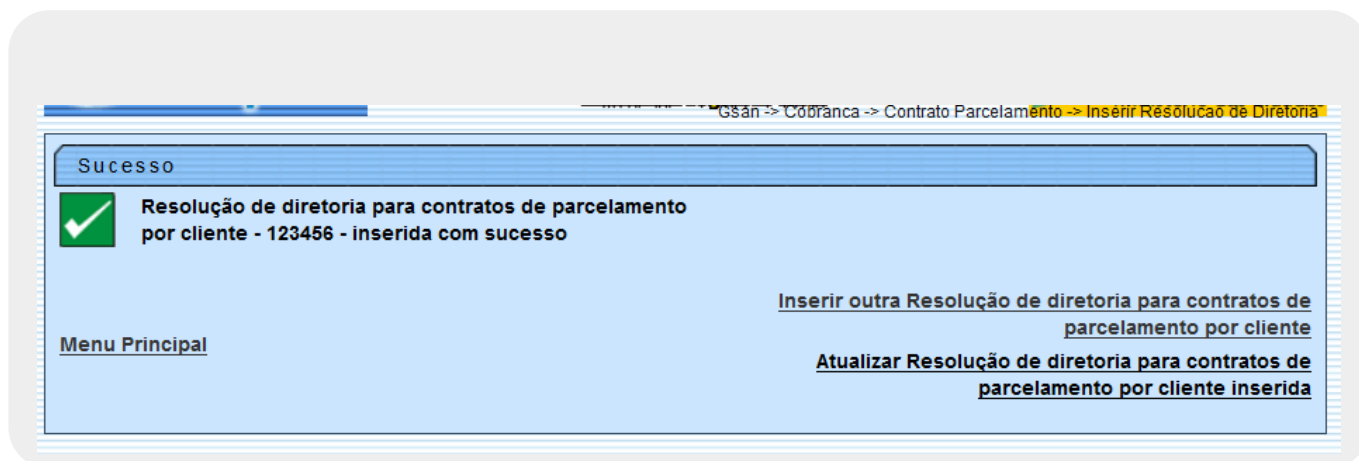 Gsan -> Cobranca -> Contrato Parcelamento -> Inserir Resolucao de Diretoria
Sucesso
Resolução de diretoria para contratos de parcelamento
por cliente - 123456 - inserida com sucesso
Inserir outra Resolução de diretoria para contratos de
parcelamento por cliente
Menu Principal
Atualizar Resolução de diretoria para contratos de
parcelamento por cliente inserida